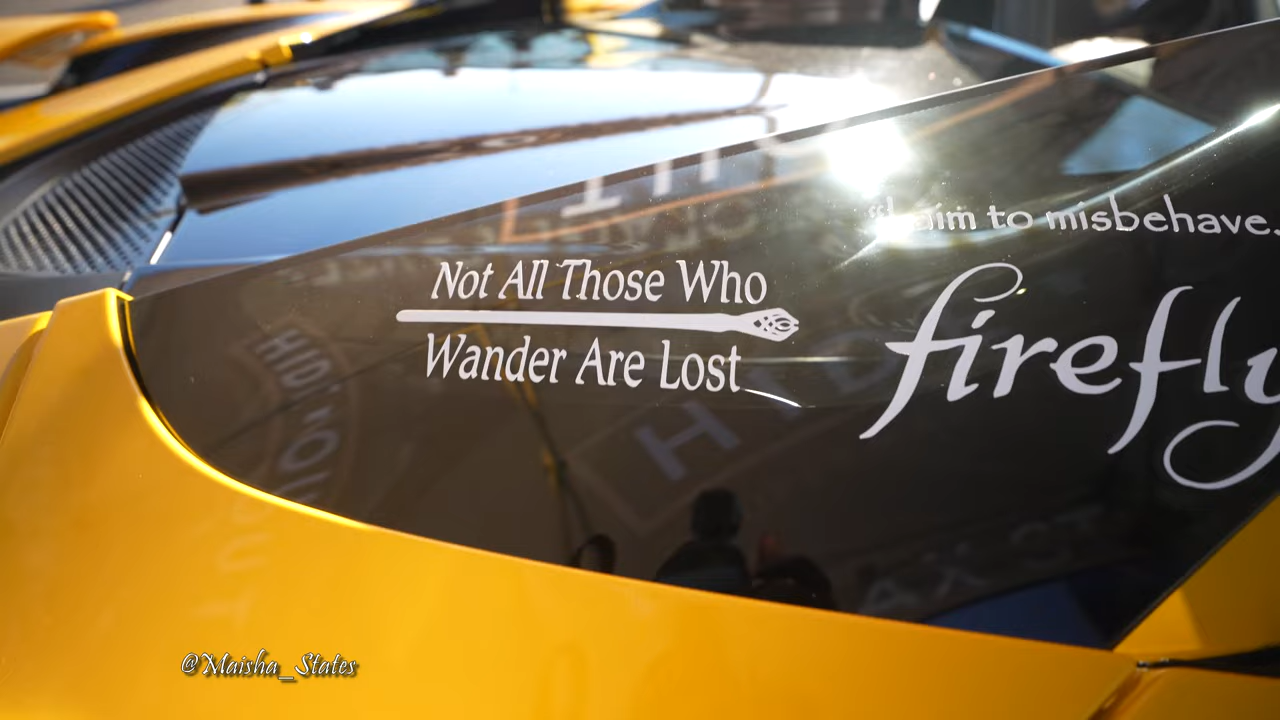 "I aim to misbehave.
Not All Those Who
Wander Are Lost
firefly
@Maisha_States